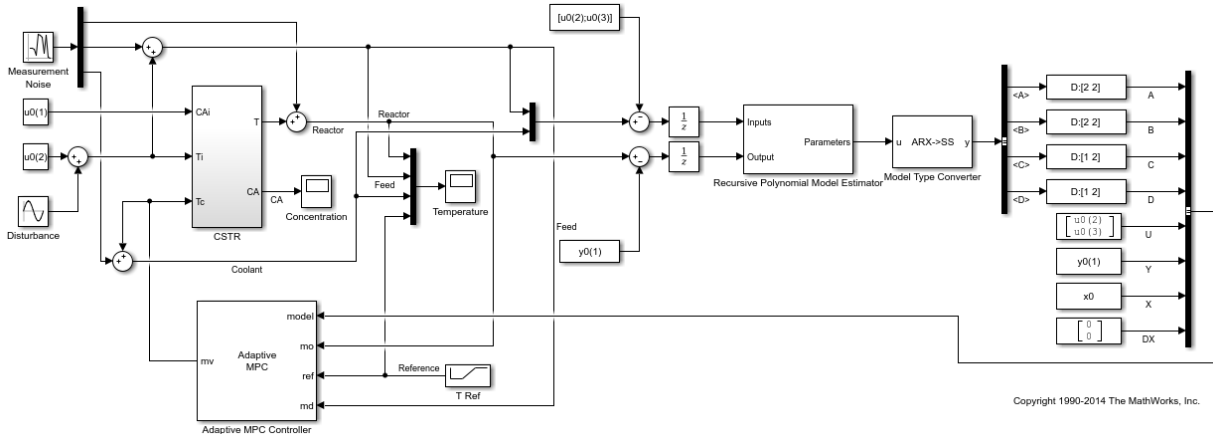 [u0(2);u0(3)]
Measurement
Noise
u0(1)
u0(2)
Disturbance
CAi
Ti
Tc
T
CA
CSTR
Reactor
Reactor
CA
Concentration
Feed
Temperature
Coolant
Feed
1
z
1
z
y0(1)
Inputs
Output
Parameters
Recursive Polynomial Model Estimator
u ARX->SS y
Model Type Converter
<A>
<B>
<C>
<D>
D:[2 2]
D:[2 2]
D:[1 2]
D:[1 2]
u0(2)
u0(3)
y0(1)
x0
0
0
A
B
C
D
U
Y
X
DX
mv
Adaptive
MPC
model
mo
ref
md
Adaptive MPC Controller
Reference
T Ref
Copyright 1990-2014 The MathWorks, Inc.